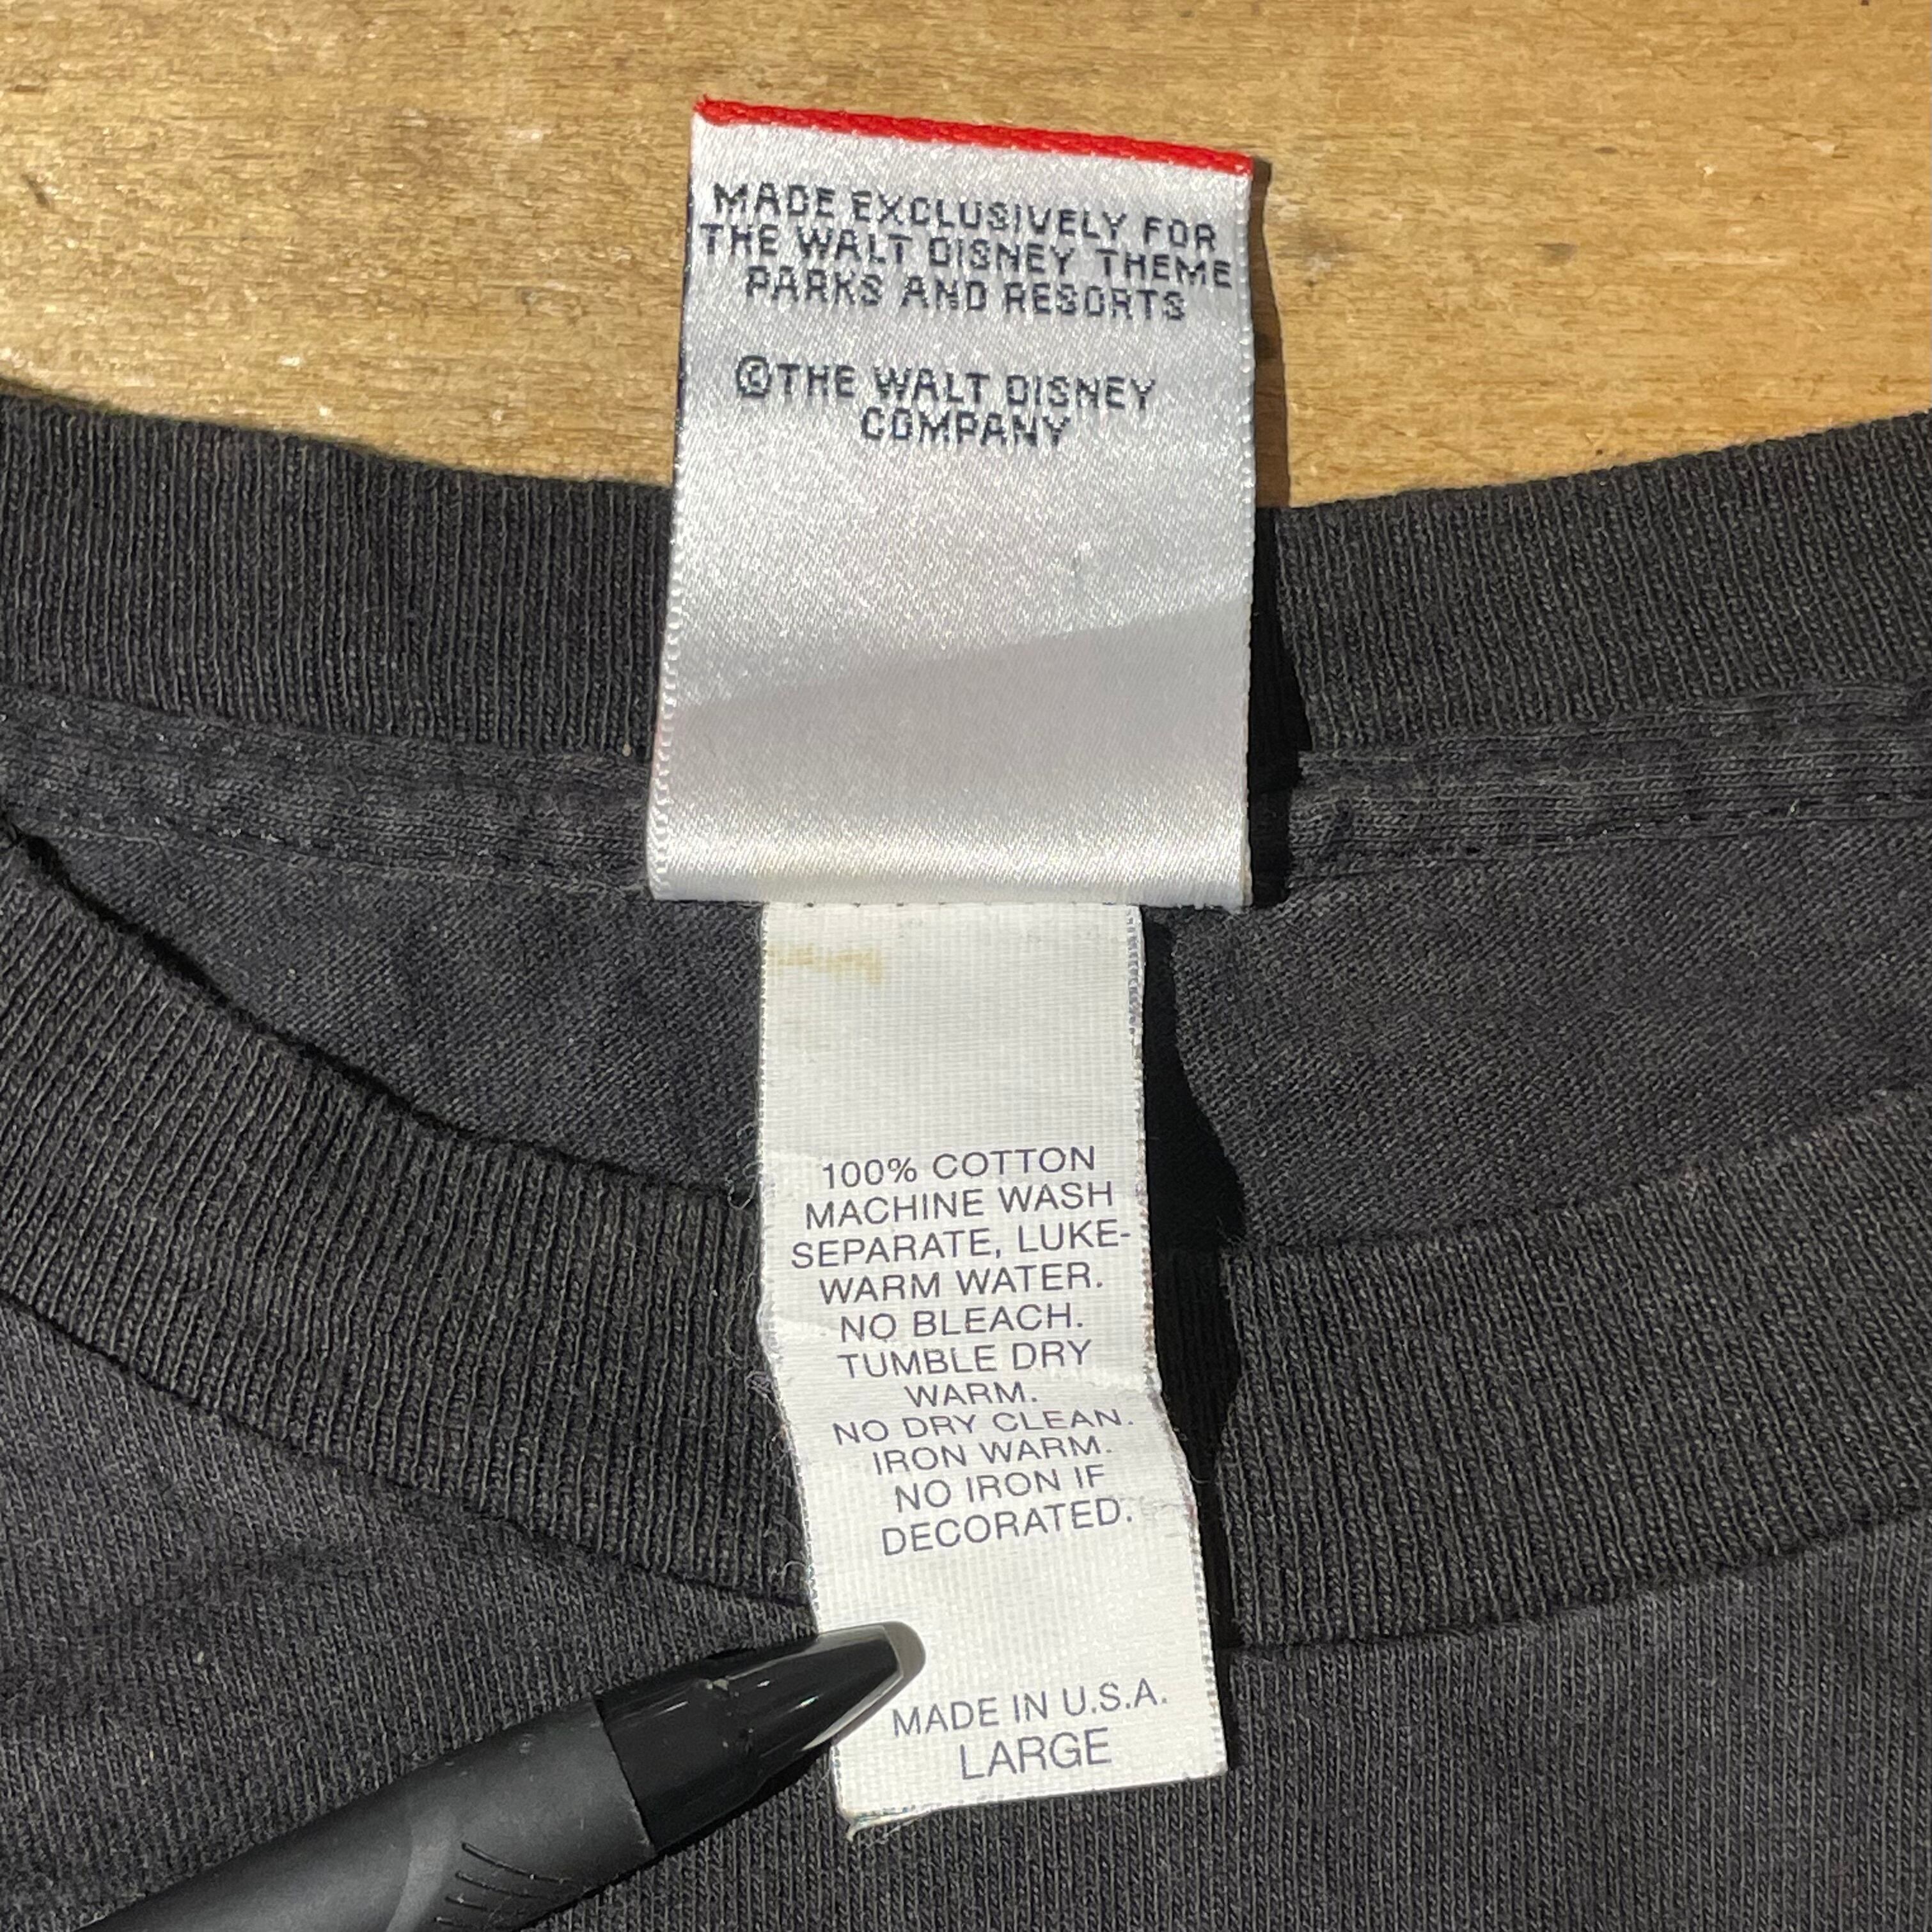 MADE EXCLUSIVELY FOR
THE WALT DISNEY THEME
PARKS AND RESORTS
©THE WALT DISNEY
COMPANY
100% COTTON
MACHINE WASH
SEPARATE, LUKE-
WARM WATER.
NO BLEACH.
TUMBLE DRY
WARM.
NO DRY CLEAN.
IRON WARM.
NO IRON IF
DECORATED.
MADE IN U.S.A.
LARGE